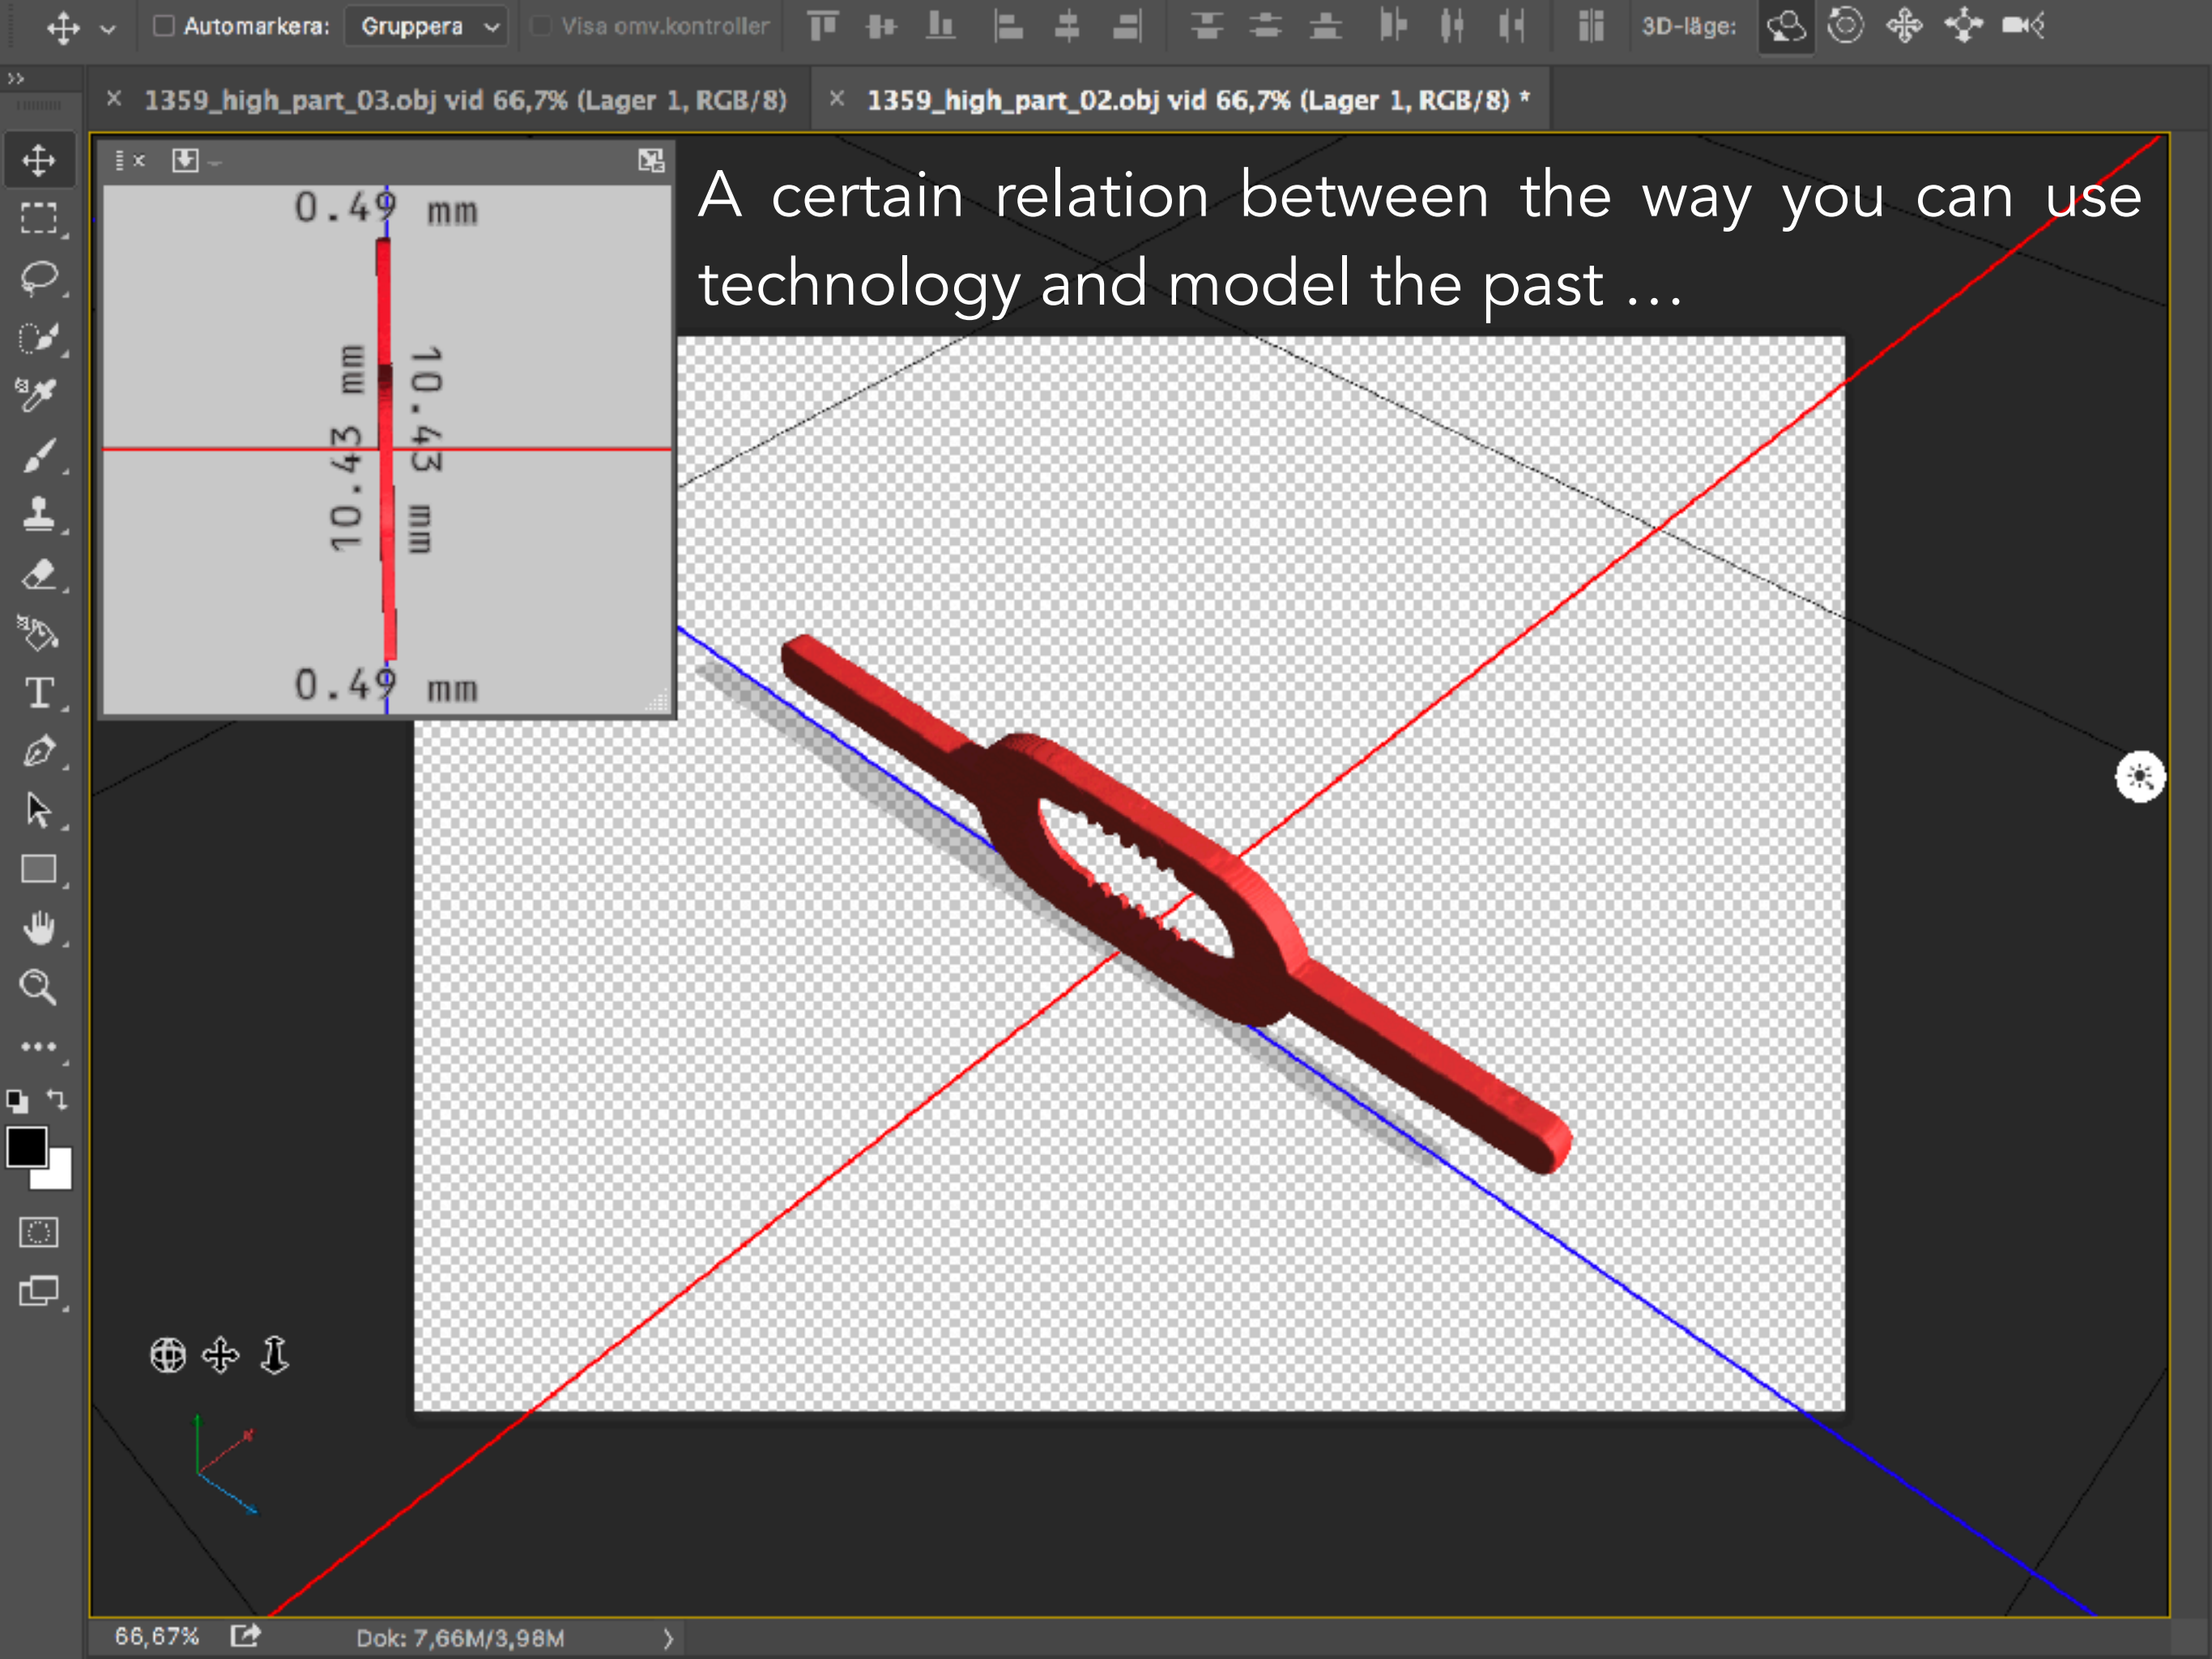 Automarkera: Gruppera Visa omv.kontroller 3D-läge:
1359_high_part_03.obj vid 66,7% (Lager 1, RGB/8) 1359_high_part_02.obj vid 66,7% (Lager 1, RGB/8) *
A certain relation between the way you can use
technology and model the past …
0.49 mm
10.43 mm
10.43 mm
0.49 mm
66,67% Dok: 7,66M/3,98M